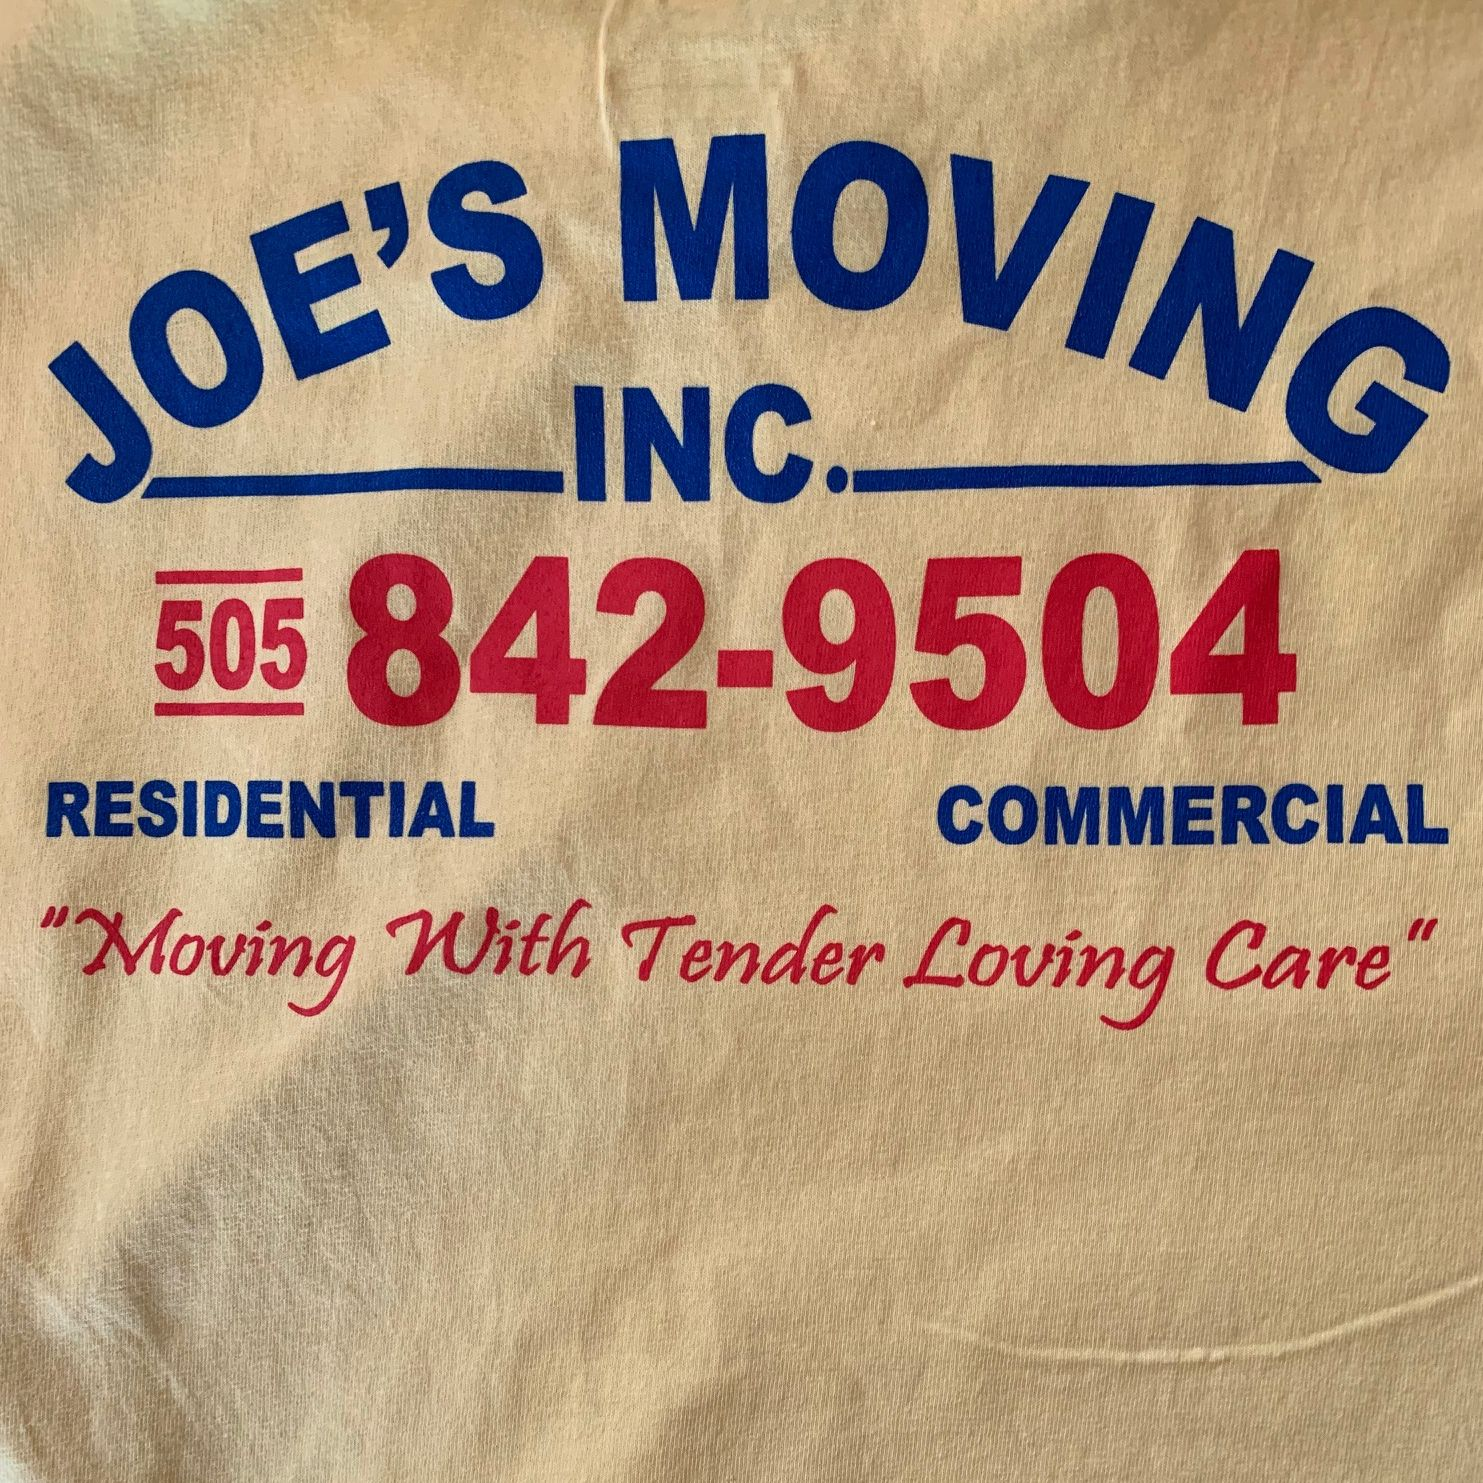 JOE'S MOVING
INC.
505 842-9504
RESIDENTIAL COMMERCIAL
"Moving With Tender Loving Care"